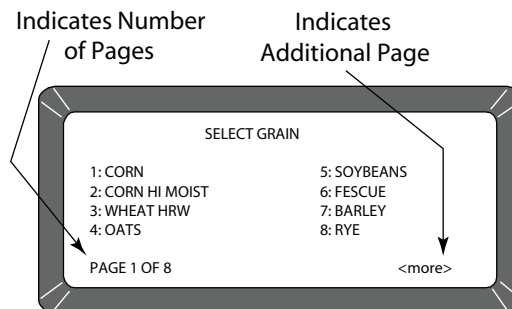 Indicates Number
of Pages
Indicates
Additional Page
SELECT GRAIN
1: CORN
2: CORN HI MOIST
3: WHEAT HRW
4: OATS
5: SOYBEANS
6: FESCUE
7: BARLEY
8: RYE
PAGE 1 OF 8
<more>